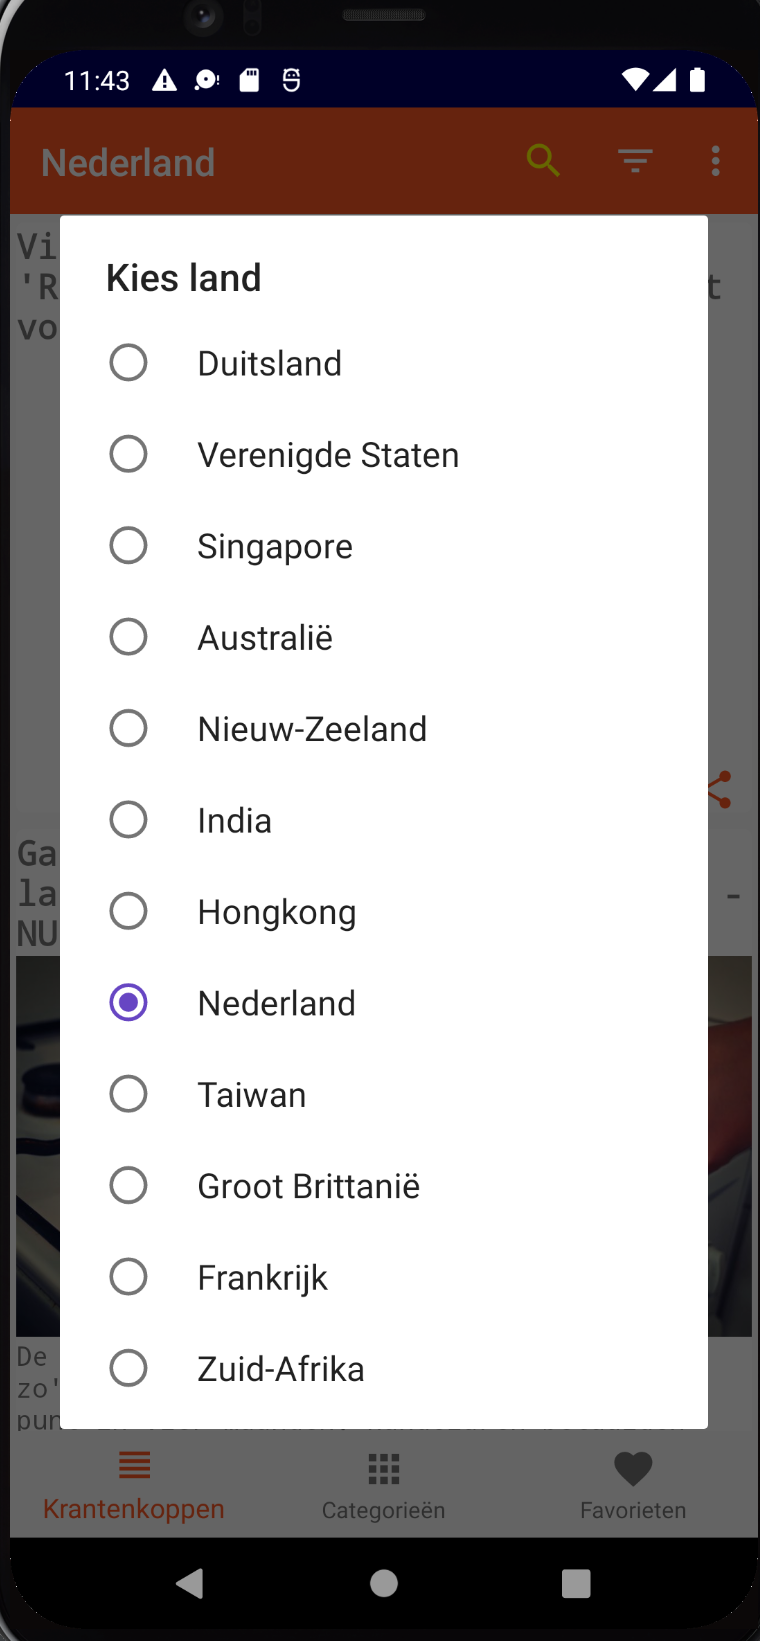 11:43
Nederland
Vi
'R t
vo
Kies land
Duitsland
Verenigde Staten
Singapore
Australië
Nieuw-Zeeland
India
Hongkong
Nederland
Taiwan
Groot Brittanië
Frankrijk
Zuid-Afrika
Ga
la -
NU
De
zo'
Krantenkoppen
Categorieën
Favorieten